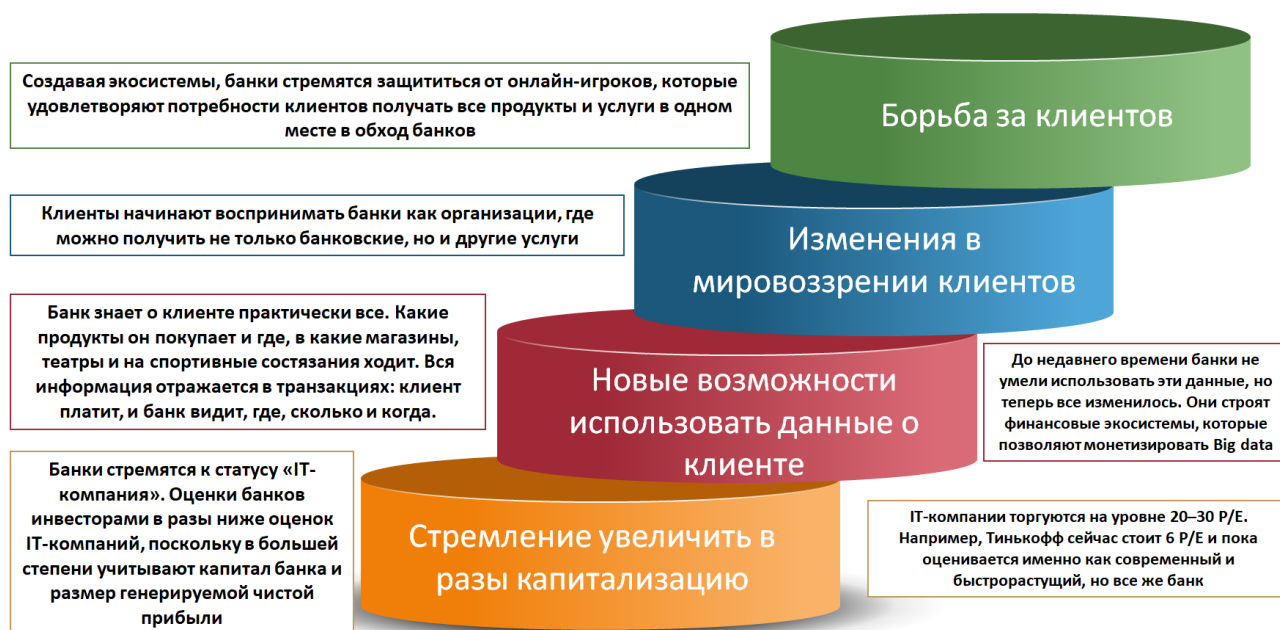 Создавая экосистемы, банки стремятся защититься от онлайн-игроков, которые
удовлетворяют потребности клиентов получать все продукты и услуги в одном
месте в обход банков
Борьба за клиентов
Клиенты начинают воспринимать банки как организации, где
можно получить не только банковские, но и другие услуги
Изменения в
мировоззрении клиентов
Банк знает о клиенте практически все. Какие
продукты он покупает и где, в какие магазины,
театры и на спортивные состязания ходит. Вся
информация отражается в транзакциях: клиент
платит, и банк видит, где, сколько и когда.
Новые возможности
использовать данные о
клиенте
До недавнего времени банки не
умели использовать эти данные, но
теперь все изменилось. Они строят
финансовые экосистемы, которые
позволяют монетизировать Big data
Банки стремятся к статусу «IT-
компания». Оценки банков
инвесторами в разы ниже оценок
IT-компаний, поскольку в большей
степени учитывают капитал банка и
размер генерируемой чистой
прибыли
Стремление увеличить в
разы капитализацию
IT-компании торгуются на уровне 20–30 P/E.
Например, Тинькофф сейчас стоит 6 P/E и пока
оценивается именно как современный и
быстрорастущий, но все же банк